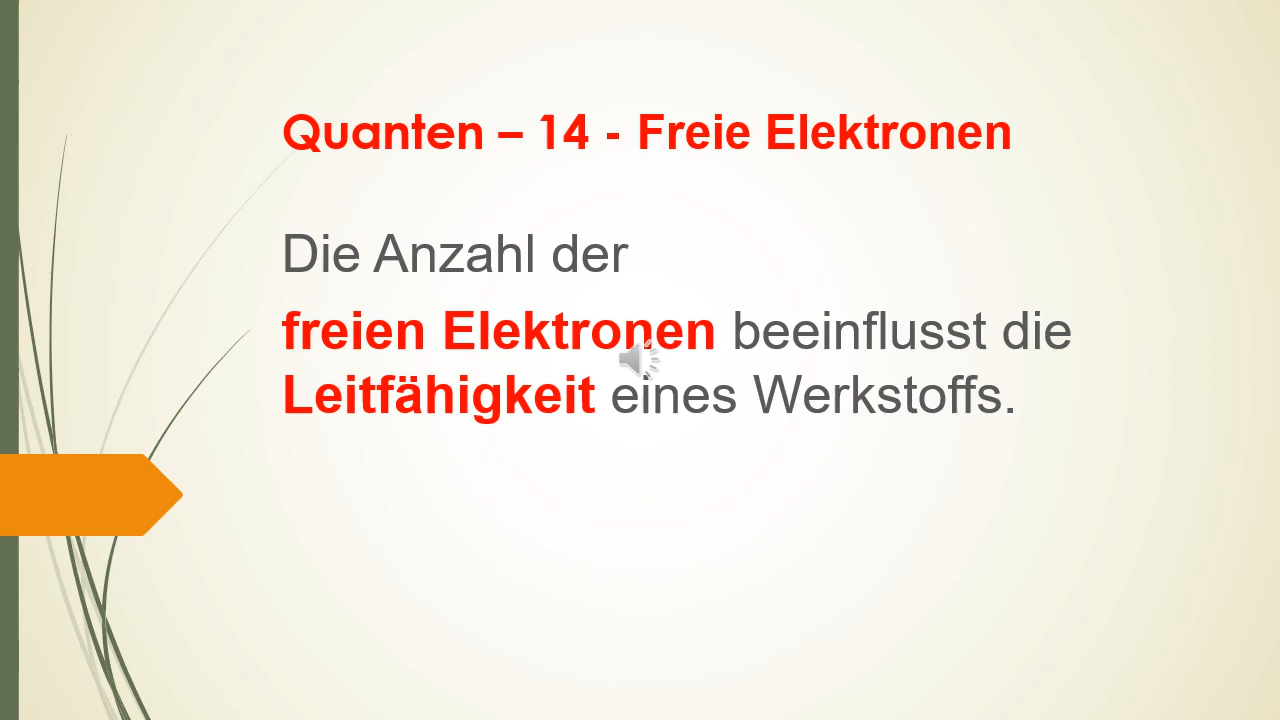 Quanten – 14 - Freie Elektronen
Die Anzahl der
freien Elektronen beeinflusst die
Leitfähigkeit eines Werkstoffs.